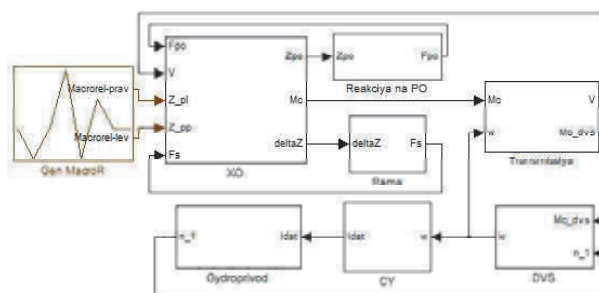 Fpo
V
Macrorel-prav
Z_pl
Macrorel-lev
Z_pp
Fs
Gen MacroR
Zpo
Mc
deltaZ
XO
Zpo
Fpo
Reakciya na PO
deltaZ
Fs
Rama
Mc
V
w
Mc_dvs
Transmisiya
n_1
Idat
Gydroprivod
Idat
w
CY
w
Mc_dvs
n_1
DVS